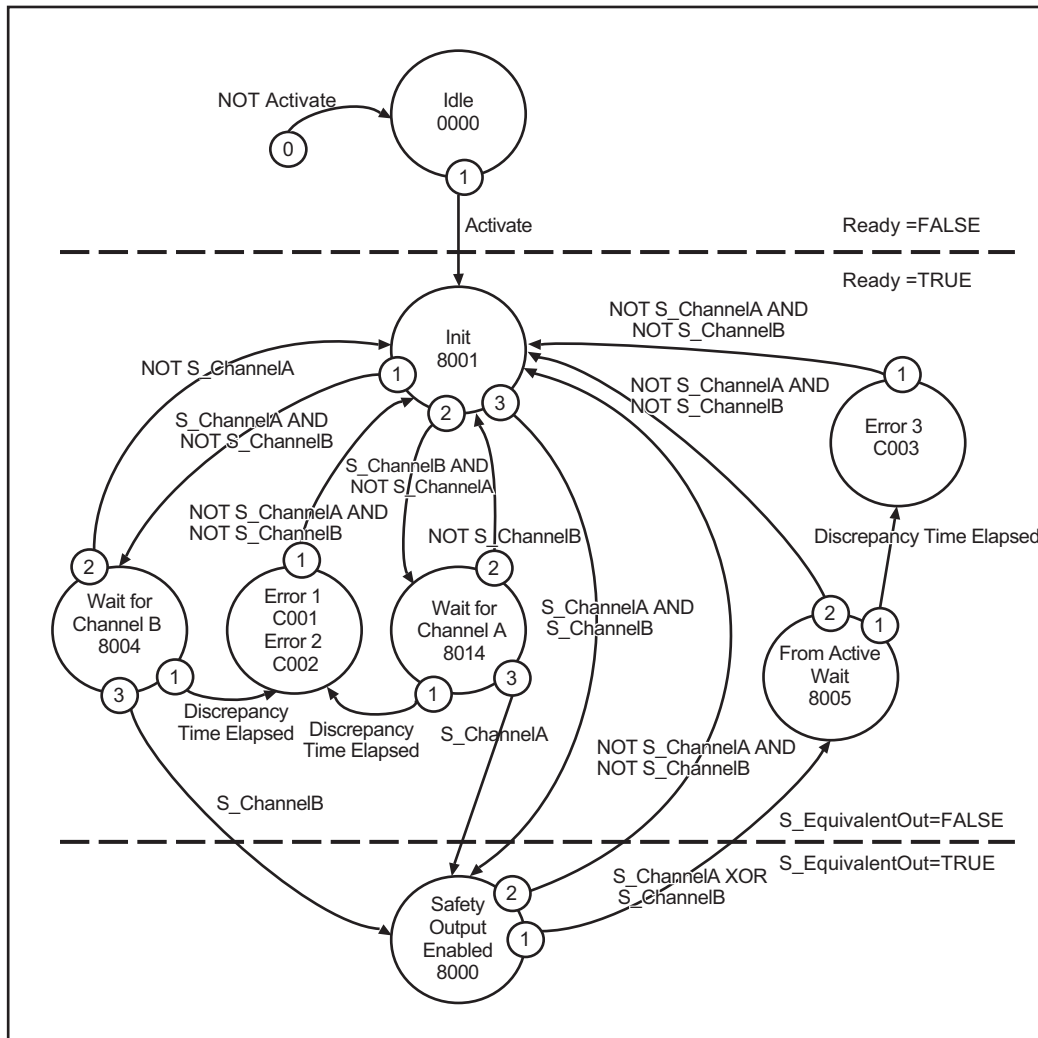 NOT Activate
0
Idle
0000
1
Activate
Ready =FALSE
Ready =TRUE
Init
8001
1
2
3
NOT S_ChannelA
S_ChannelA AND
NOT S_ChannelB
NOT S_ChannelA AND
NOT S_ChannelB
S_ChannelB AND
NOT S_ChannelA
NOT S_ChannelB
NOT S_ChannelA AND
NOT S_ChannelB
NOT S_ChannelA AND
NOT S_ChannelB
1
Error 3
C003
Discrepancy Time Elapsed
2
Wait for
Channel B
8004
1
3
1
Error 1
C001
Error 2
C002
2
Wait for
Channel A
8014
1
3
S_ChannelA AND
S_ChannelB
2
1
From Active
Wait
8005
Discrepancy
Time Elapsed
Discrepancy
Time Elapsed
S_ChannelA
NOT S_ChannelA AND
NOT S_ChannelB
S_ChannelB
S_EquivalentOut=FALSE
S_EquivalentOut=TRUE
S_ChannelA XOR
S_ChannelB
Safety
Output
Enabled
8000
2
1